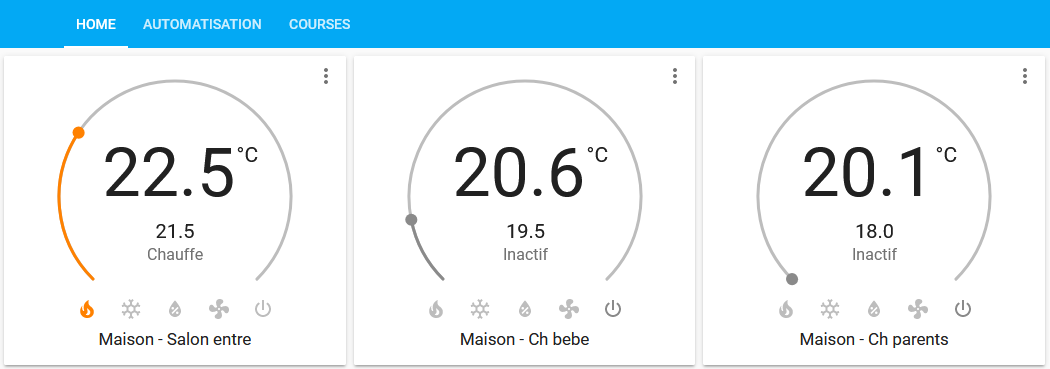 HOME AUTOMATISATION COURSES
22.5 °C
21.5
Chauffe
Maison - Salon entre
20.6 °C
19.5
Inactif
Maison - Ch bebe
20.1 °C
18.0
Inactif
Maison - Ch parents